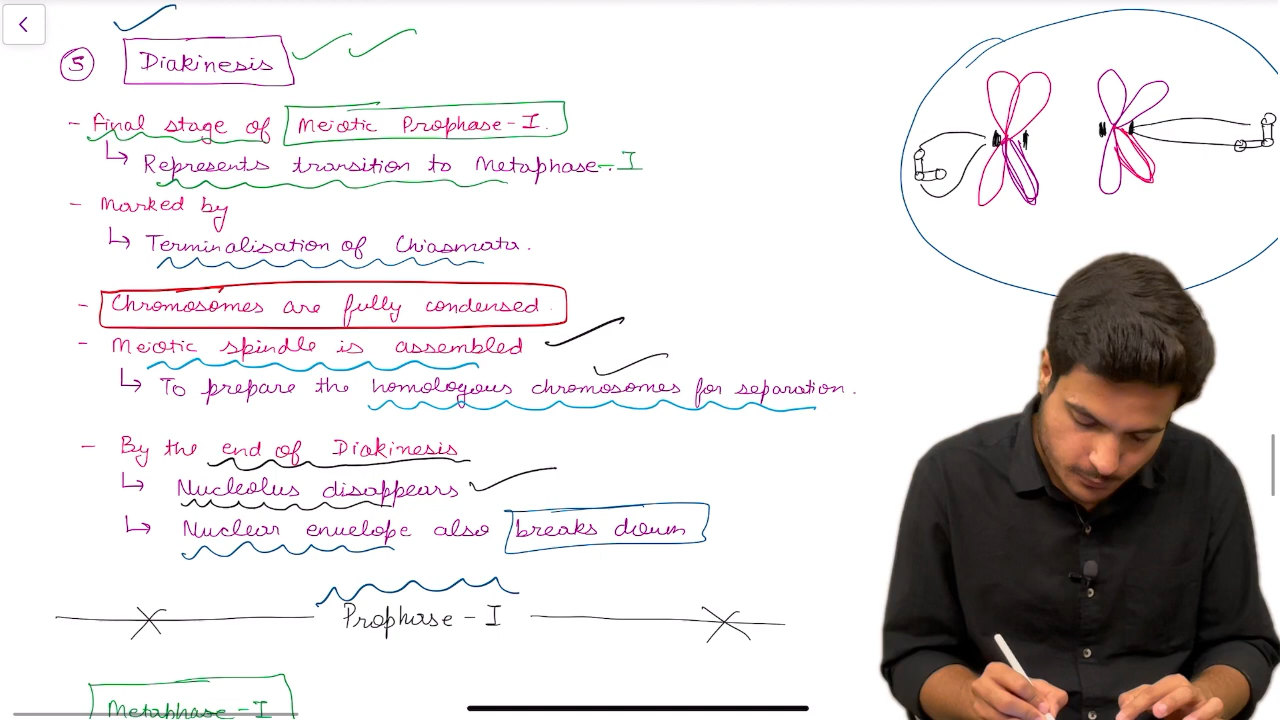 5 Diakinesis
- Final stage of Meiotic Prophase-I.
↳ Represents transition to Metaphase-I
- Marked by
↳ Terminalisation of Chiasmata.
- Chromosomes are fully condensed.
- Meiotic spindle is assembled
↳ To prepare the homologous chromosomes for separation.
- By the end of Diakinesis
↳ Nucleolus disappears
↳ Nuclear envelope also breaks down
Prophase-I
Metaphase-I